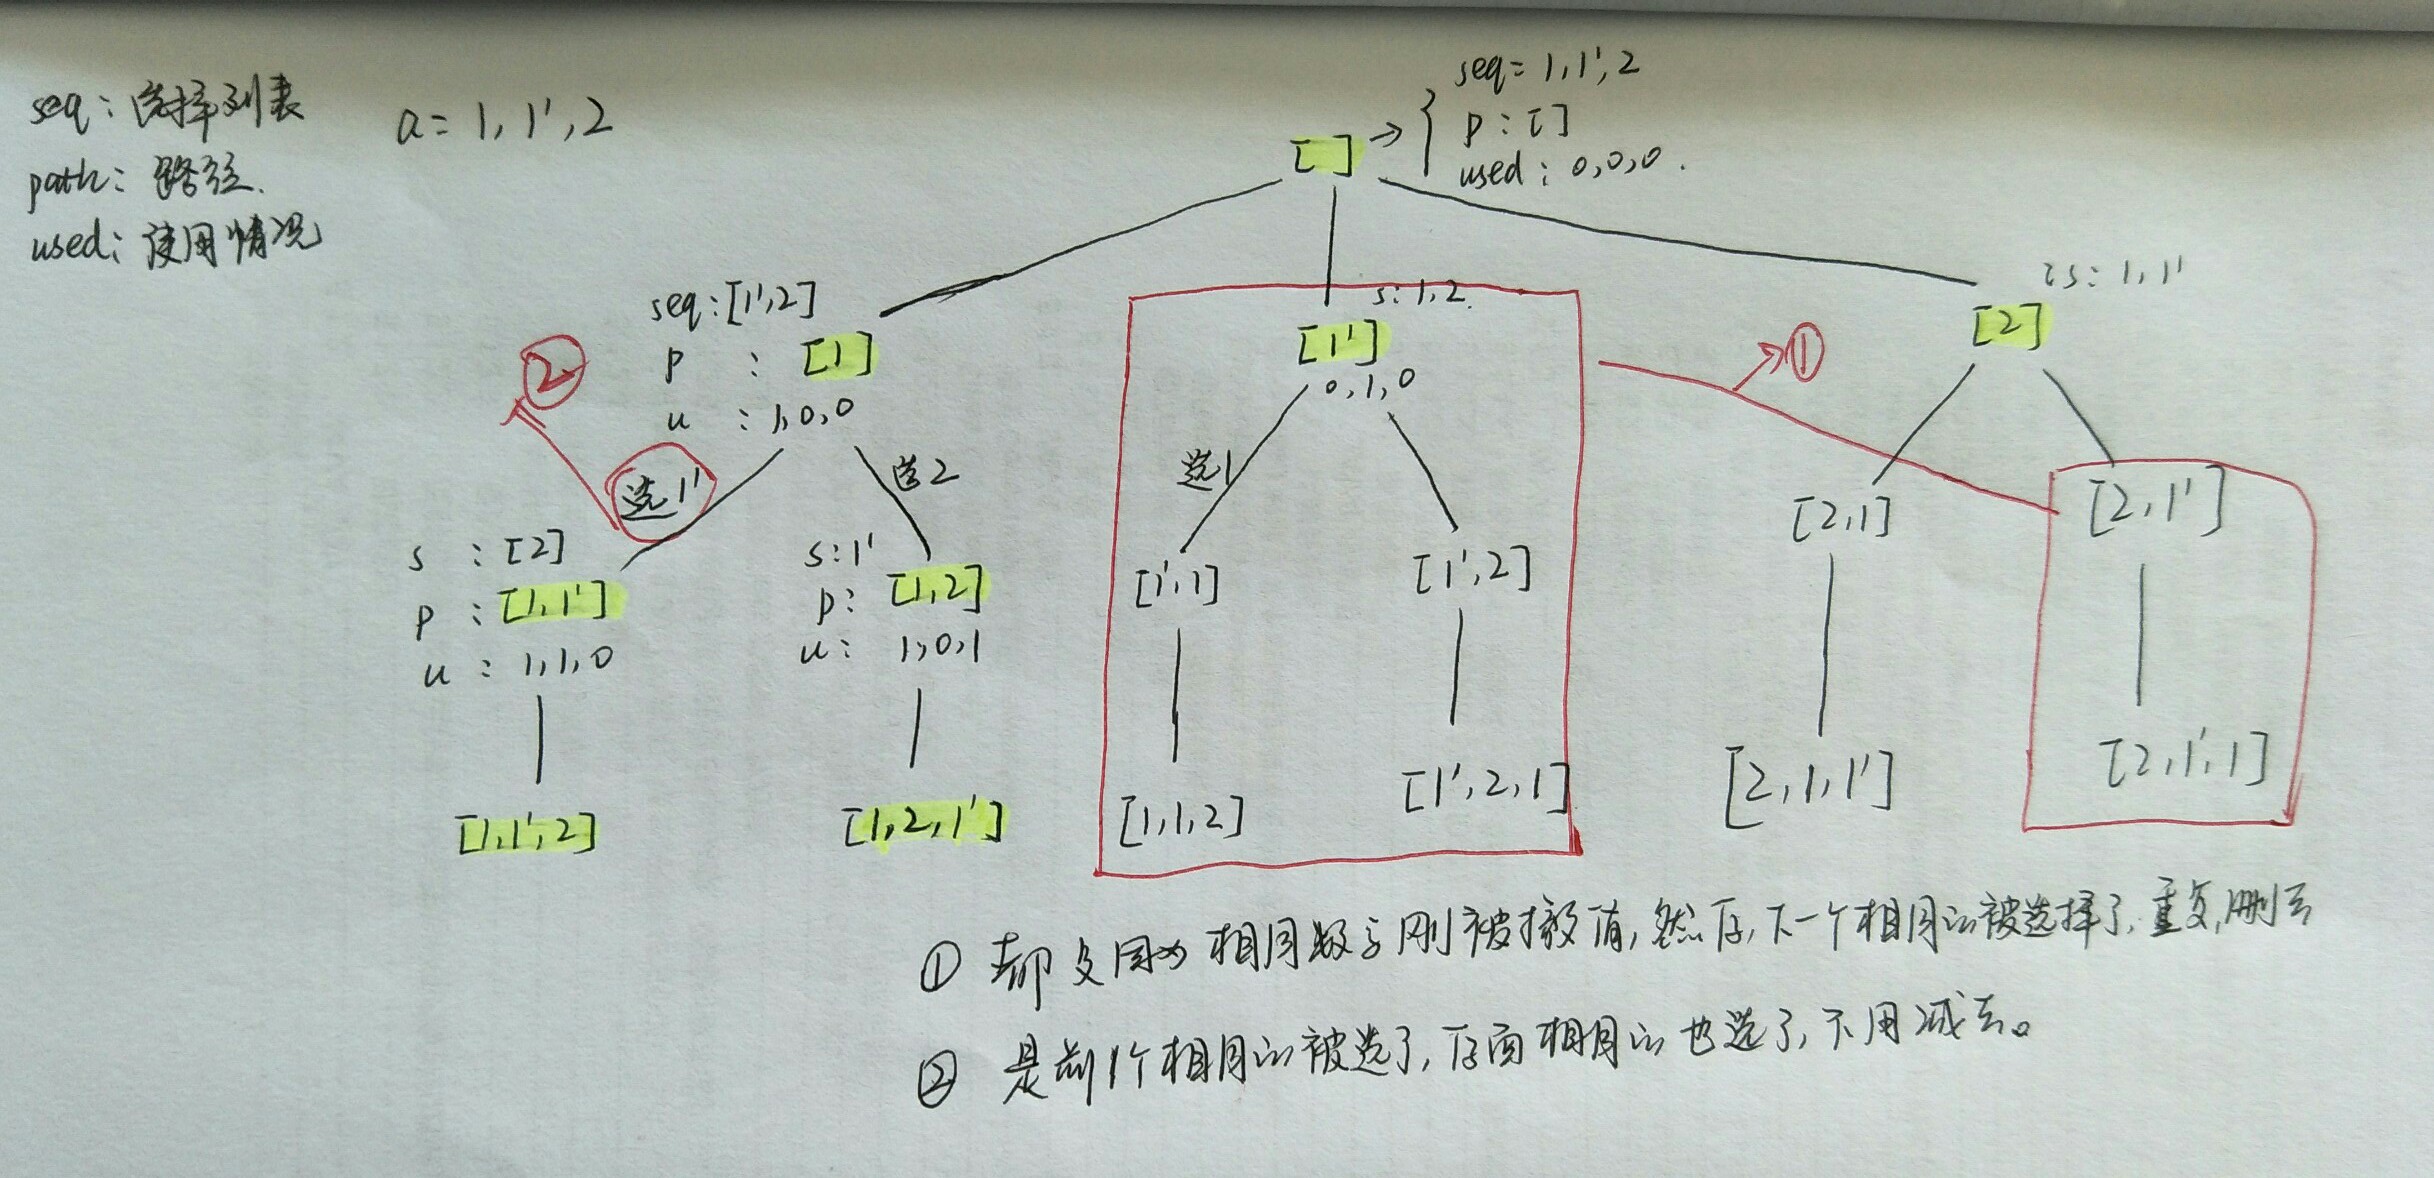 seq：选择列表
path：路径.
used：使用情况
a= 1, 1', 2
seq= 1,1',2
p : []
used : 0,0,0 .
[ ]
seq:[1',2]
p : [1]
u : 1,0,0
②
选1'
选2
s : [2]
p : [1,1']
u : 1,1,0
[1,1',2]
s:1'
p: [1,2]
u: 1,0,1
[1,2,1']
s: 1,2.
[1']
0,1,0
选1
[1',1]
[1',2]
[1,1,2]
[1',2,1]
①
s: 1,1'
[2]
[2,1]
[2,1']
[2,1,1']
[2,1',1]
① 都 因为 相同数字刚被撤销, 然后, 下一个相同的被选择了, 重复, 删去
② 是前1个相同的被选了, 后面相同的也选了, 不用减去。